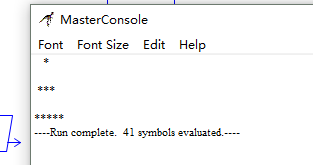 MasterConsole
Font Font Size Edit Help
*
***
*****
----Run complete. 41 symbols evaluated.----